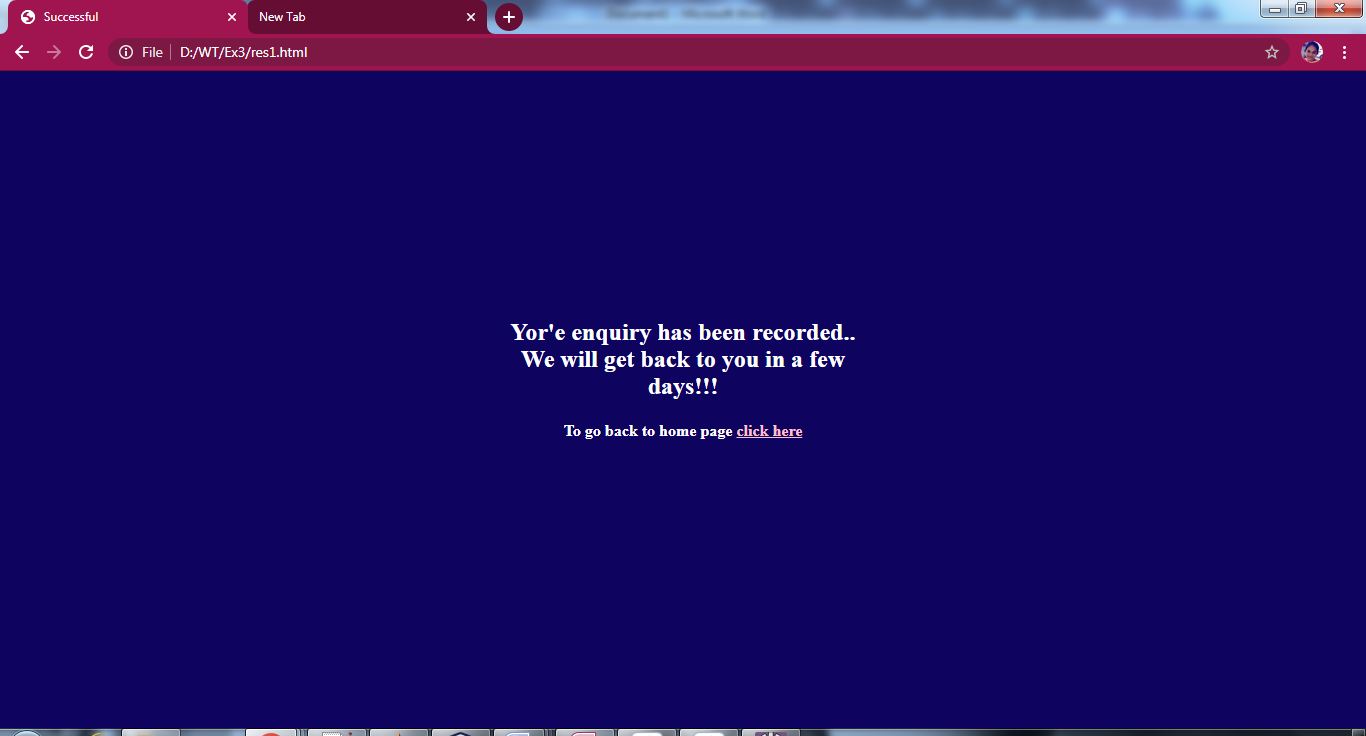 Successful
New Tab
File
D:/WT/Ex3/res1.html
Yor'e enquiry has been recorded..
We will get back to you in a few
days!!!
To go back to home page click here